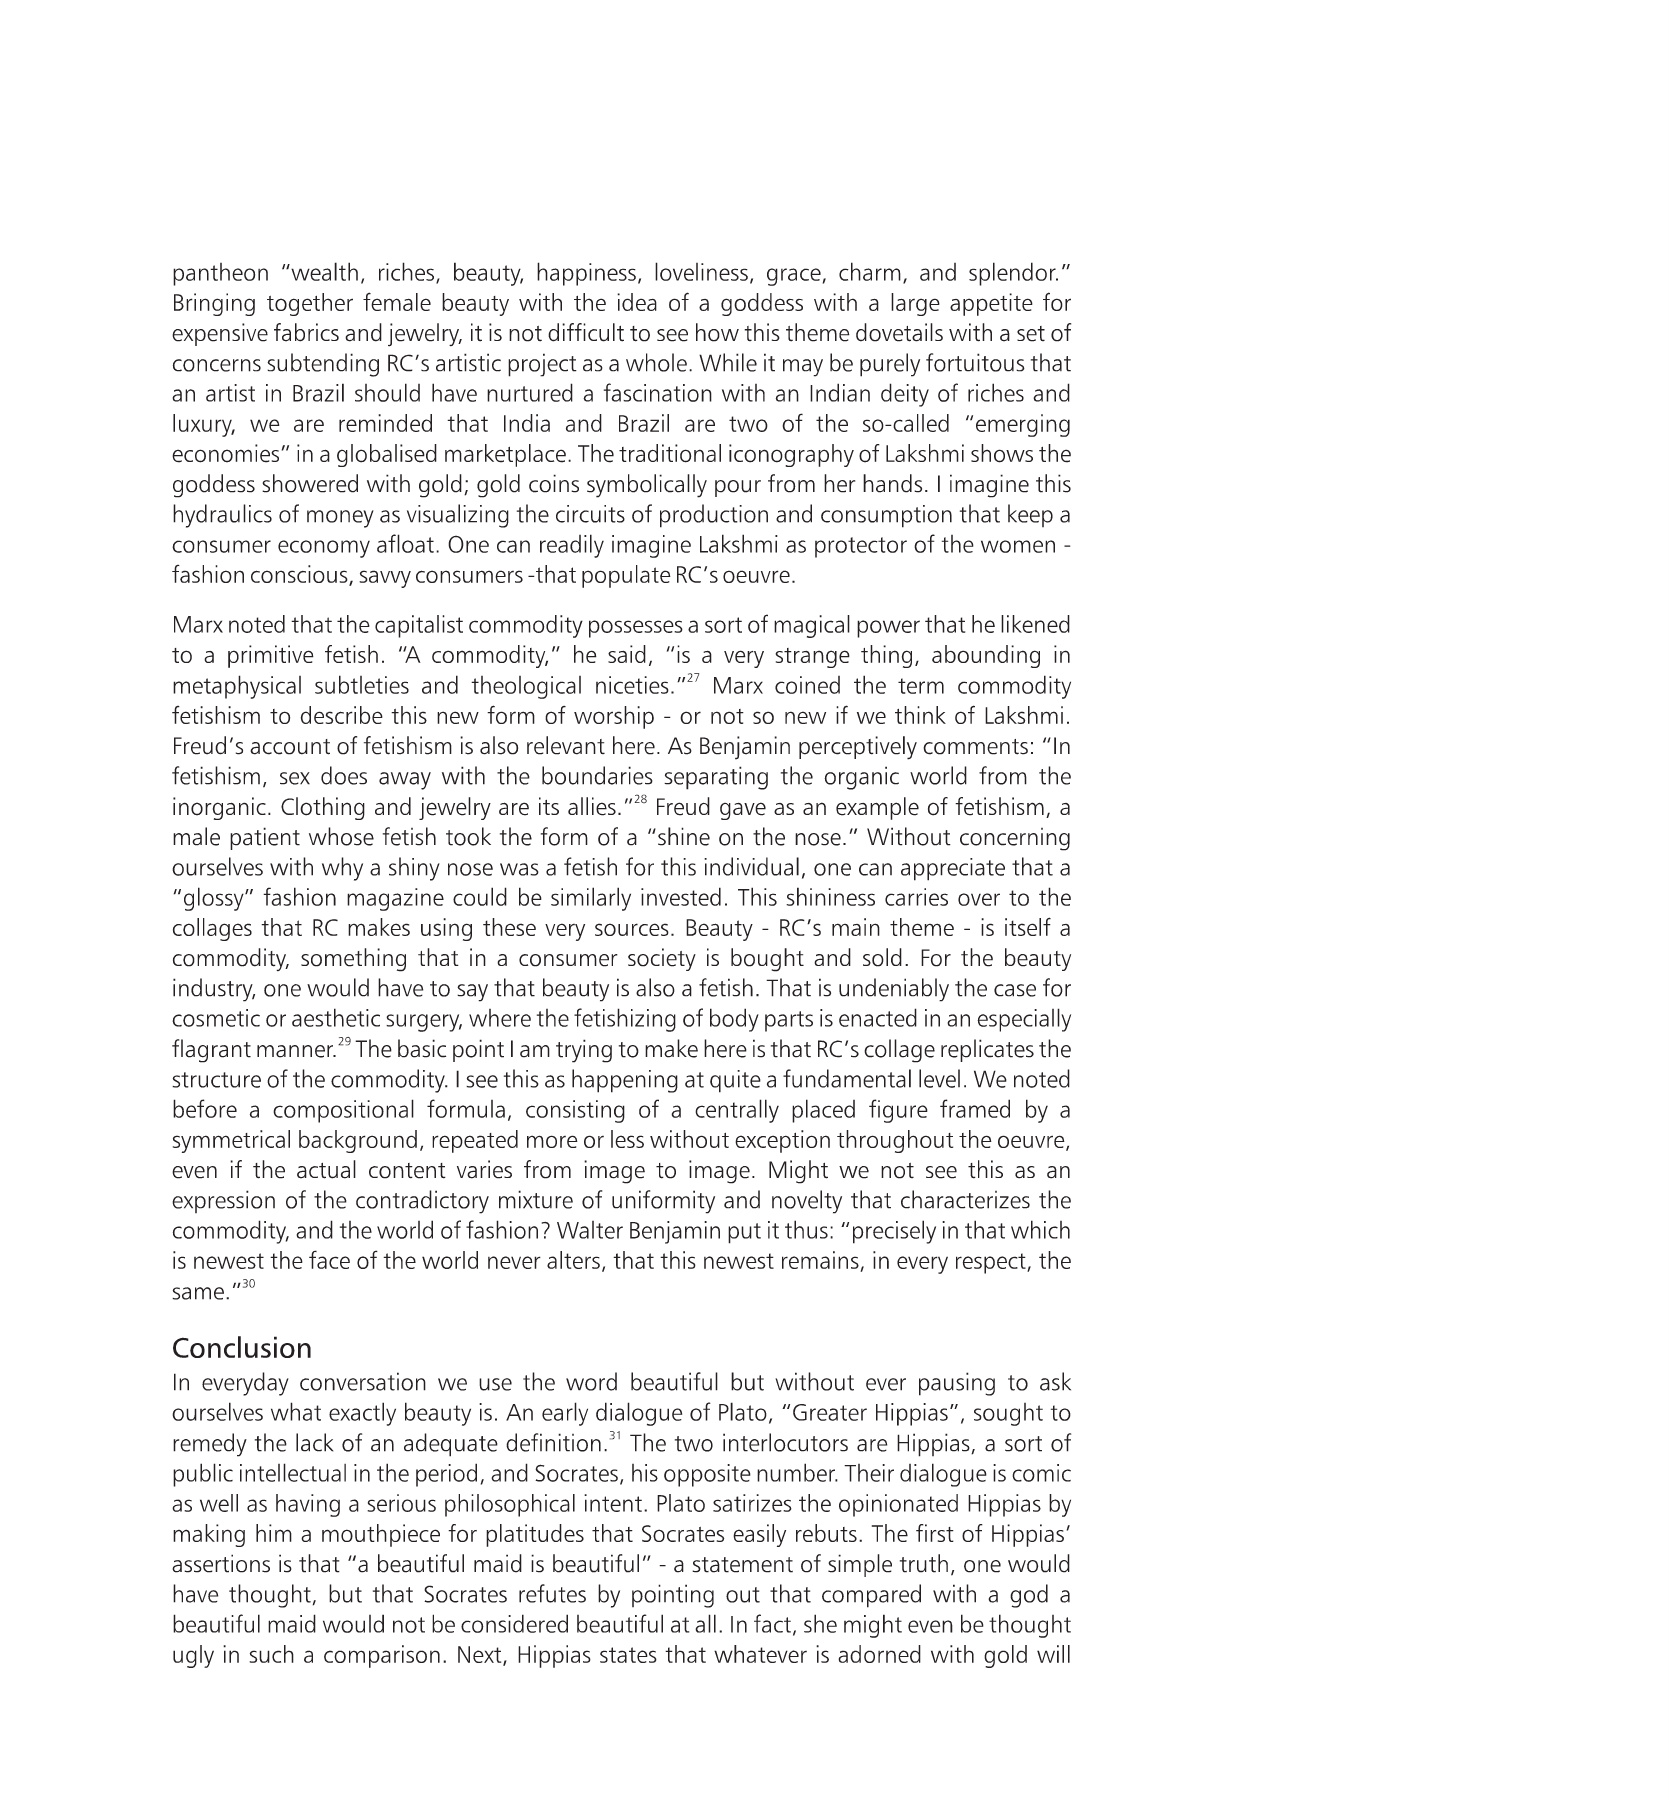 pantheon “wealth, riches, beauty, happiness, loveliness, grace, charm, and splendor.”
Bringing together female beauty with the idea of a goddess with a large appetite for
expensive fabrics and jewelry, it is not difficult to see how this theme dovetails with a set of
concerns subtending RC’s artistic project as a whole. While it may be purely fortuitous that
an artist in Brazil should have nurtured a fascination with an Indian deity of riches and
luxury, we are reminded that India and Brazil are two of the so-called “emerging
economies” in a globalised marketplace. The traditional iconography of Lakshmi shows the
goddess showered with gold; gold coins symbolically pour from her hands. I imagine this
hydraulics of money as visualizing the circuits of production and consumption that keep a
consumer economy afloat. One can readily imagine Lakshmi as protector of the women -
fashion conscious, savvy consumers -that populate RC’s oeuvre.
Marx noted that the capitalist commodity possesses a sort of magical power that he likened
to a primitive fetish. “A commodity,” he said, “is a very strange thing, abounding in
metaphysical subtleties and theological niceties.”27 Marx coined the term commodity
fetishism to describe this new form of worship - or not so new if we think of Lakshmi.
Freud’s account of fetishism is also relevant here. As Benjamin perceptively comments: “In
fetishism, sex does away with the boundaries separating the organic world from the
inorganic. Clothing and jewelry are its allies.”28 Freud gave as an example of fetishism, a
male patient whose fetish took the form of a “shine on the nose.” Without concerning
ourselves with why a shiny nose was a fetish for this individual, one can appreciate that a
“glossy” fashion magazine could be similarly invested. This shininess carries over to the
collages that RC makes using these very sources. Beauty - RC’s main theme - is itself a
commodity, something that in a consumer society is bought and sold. For the beauty
industry, one would have to say that beauty is also a fetish. That is undeniably the case for
cosmetic or aesthetic surgery, where the fetishizing of body parts is enacted in an especially
flagrant manner.29 The basic point I am trying to make here is that RC’s collage replicates the
structure of the commodity. I see this as happening at quite a fundamental level. We noted
before a compositional formula, consisting of a centrally placed figure framed by a
symmetrical background, repeated more or less without exception throughout the oeuvre,
even if the actual content varies from image to image. Might we not see this as an
expression of the contradictory mixture of uniformity and novelty that characterizes the
commodity, and the world of fashion? Walter Benjamin put it thus: “precisely in that which
is newest the face of the world never alters, that this newest remains, in every respect, the
same.”30
Conclusion
In everyday conversation we use the word beautiful but without ever pausing to ask
ourselves what exactly beauty is. An early dialogue of Plato, “Greater Hippias”, sought to
remedy the lack of an adequate definition.31 The two interlocutors are Hippias, a sort of
public intellectual in the period, and Socrates, his opposite number. Their dialogue is comic
as well as having a serious philosophical intent. Plato satirizes the opinionated Hippias by
making him a mouthpiece for platitudes that Socrates easily rebuts. The first of Hippias’
assertions is that “a beautiful maid is beautiful” - a statement of simple truth, one would
have thought, but that Socrates refutes by pointing out that compared with a god a
beautiful maid would not be considered beautiful at all. In fact, she might even be thought
ugly in such a comparison. Next, Hippias states that whatever is adorned with gold will